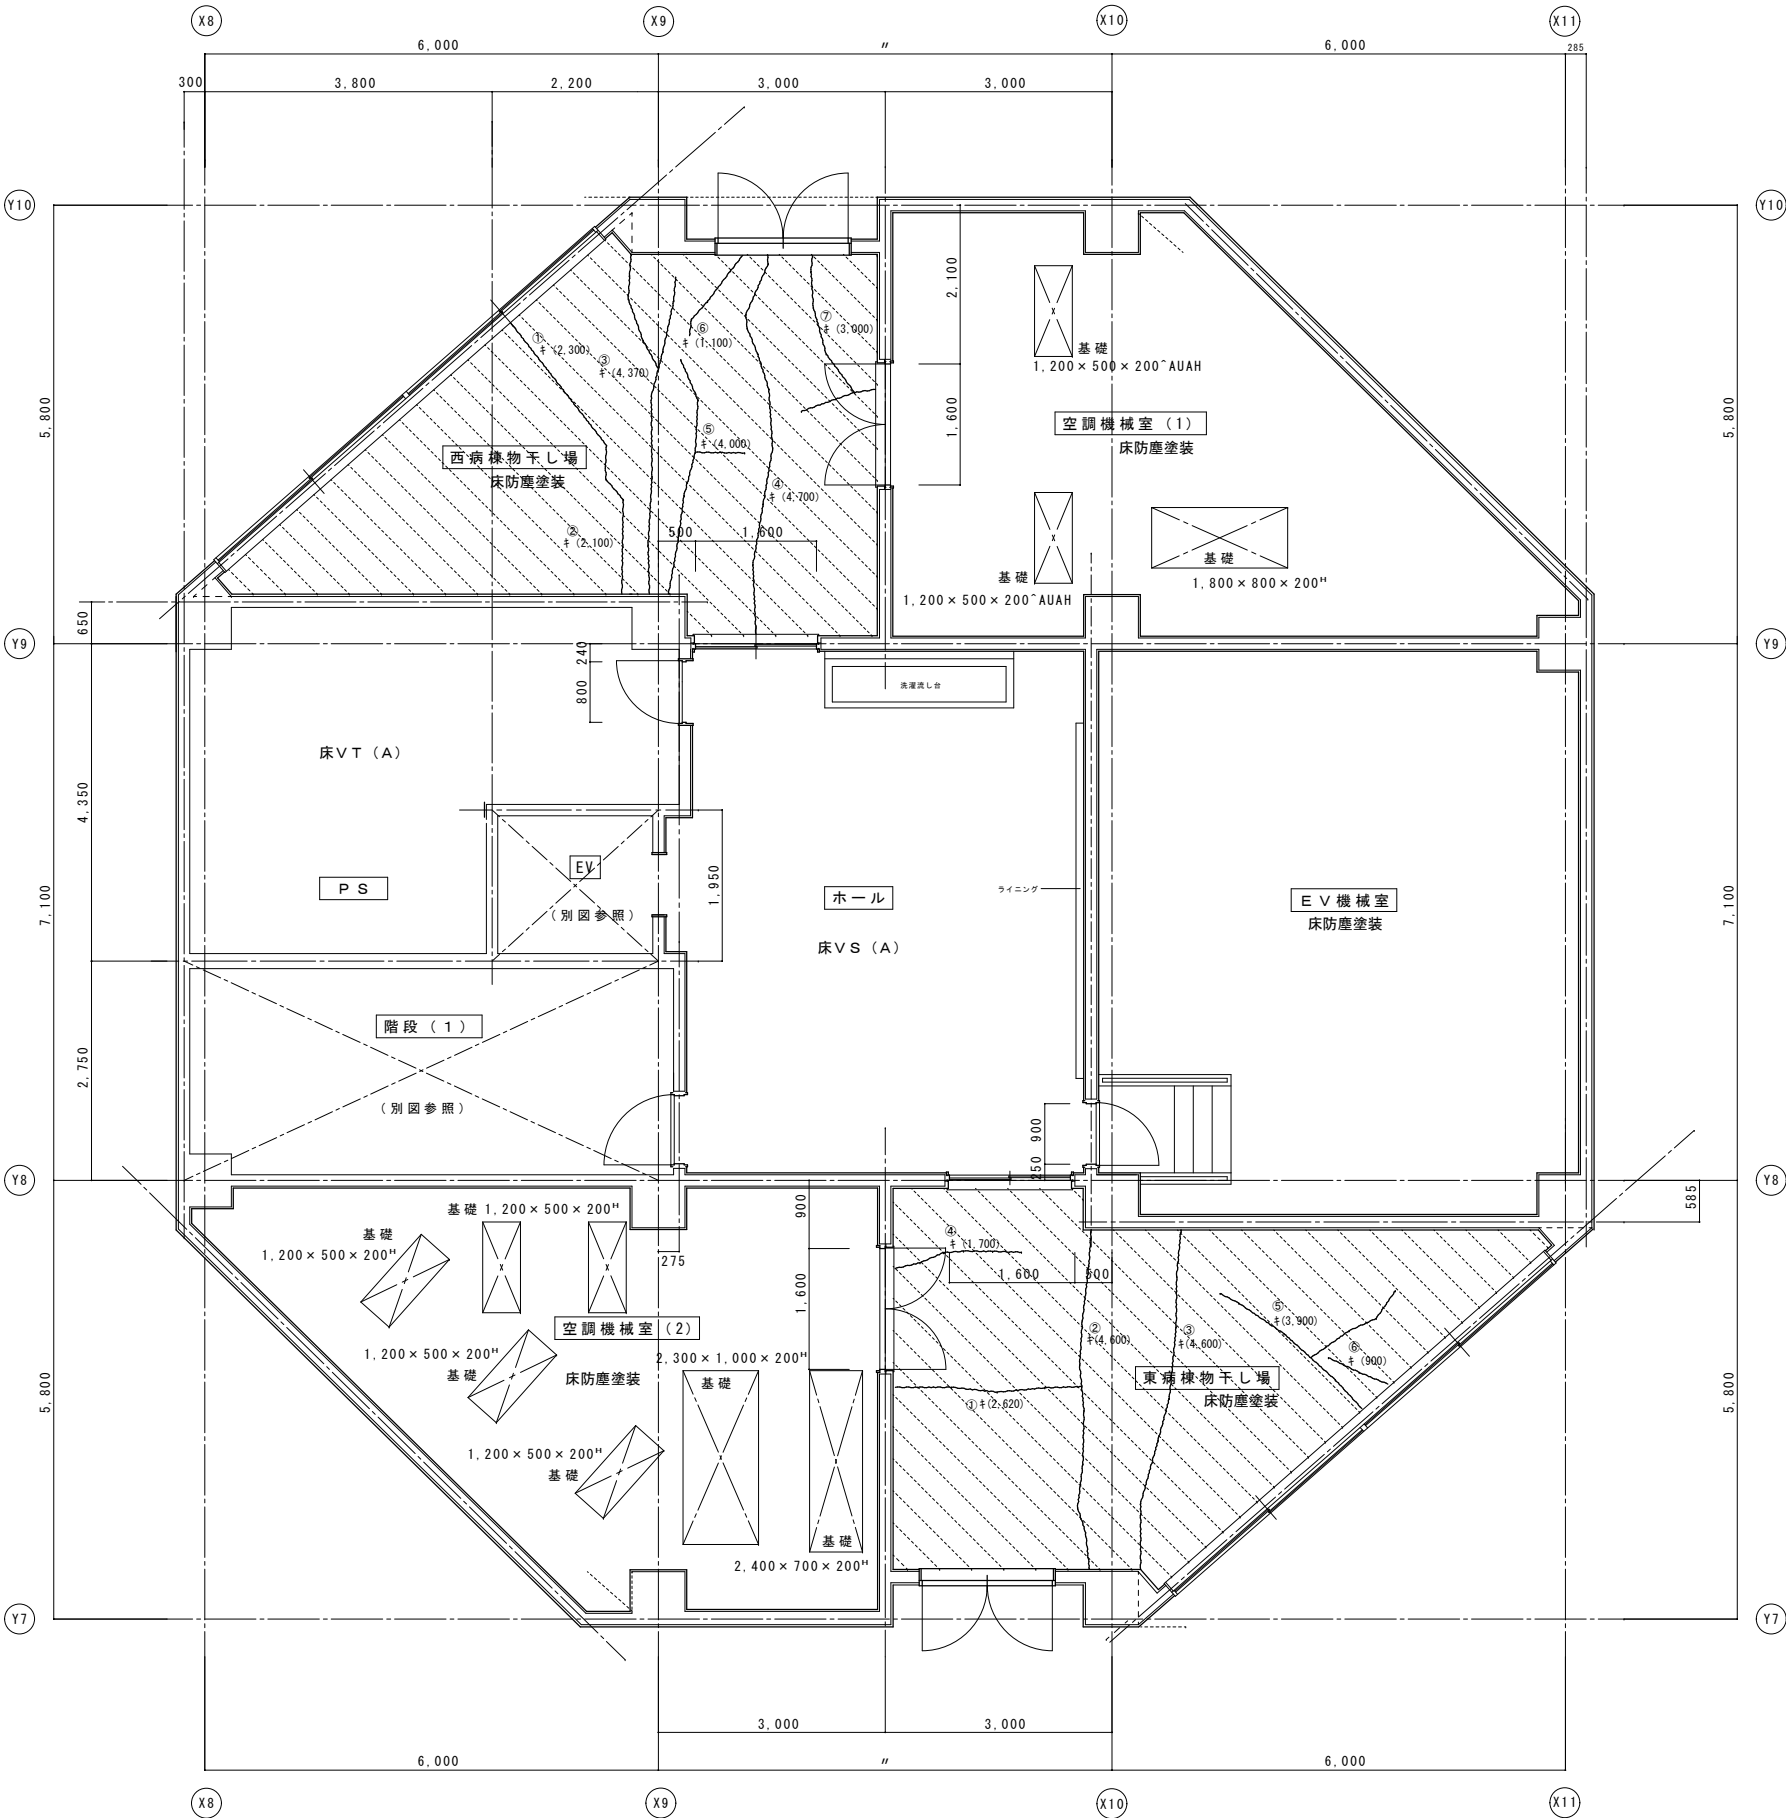 X8
X9
X10
X11
6,000
〃
6,000
285
300
3,800
2,200
3,000
3,000
Y10
Y10
2,100
⑦
キ(3,000)
⑥
キ(1,100)
①
キ(2,300)
③
キ(4,370)
基礎
1,200×500×200^AUAH
5,800
5,800
1,600
空調機械室(1)
床防塵塗装
⑤
キ(4,000)
西病棟物干し場
床防塵塗装
④
キ(4,700)
②
キ(2,100)
500
1,600
基礎
1,800×800×200H
基礎
1,200×500×200^AUAH
650
Y9
Y9
240
800
洗濯流し台
床VT(A)
4,350
EV
1,950
(別図参照)
PS
ライニング
ホール
床VS(A)
EV機械室
床防塵塗装
7,100
7,100
階段(1)
(別図参照)
2,750
900
250
Y8
Y8
585
基礎 1,200×500×200H
基礎
1,200×500×200H
900
275
④
キ(1,700)
1,600
500
1,600
⑤
キ(3,900)
空調機械室(2)
②
キ(4,600)
③
キ(4,600)
⑥
キ(900)
1,200×500×200H
基礎
床防塵塗装
2,300×1,000×200H
基礎
東病棟物干し場
床防塵塗装
①キ(2,620)
5,800
5,800
1,200×500×200H
基礎
基礎
2,400×700×200H
Y7
Y7
3,000
3,000
6,000
〃
6,000
X8
X9
X10
X11